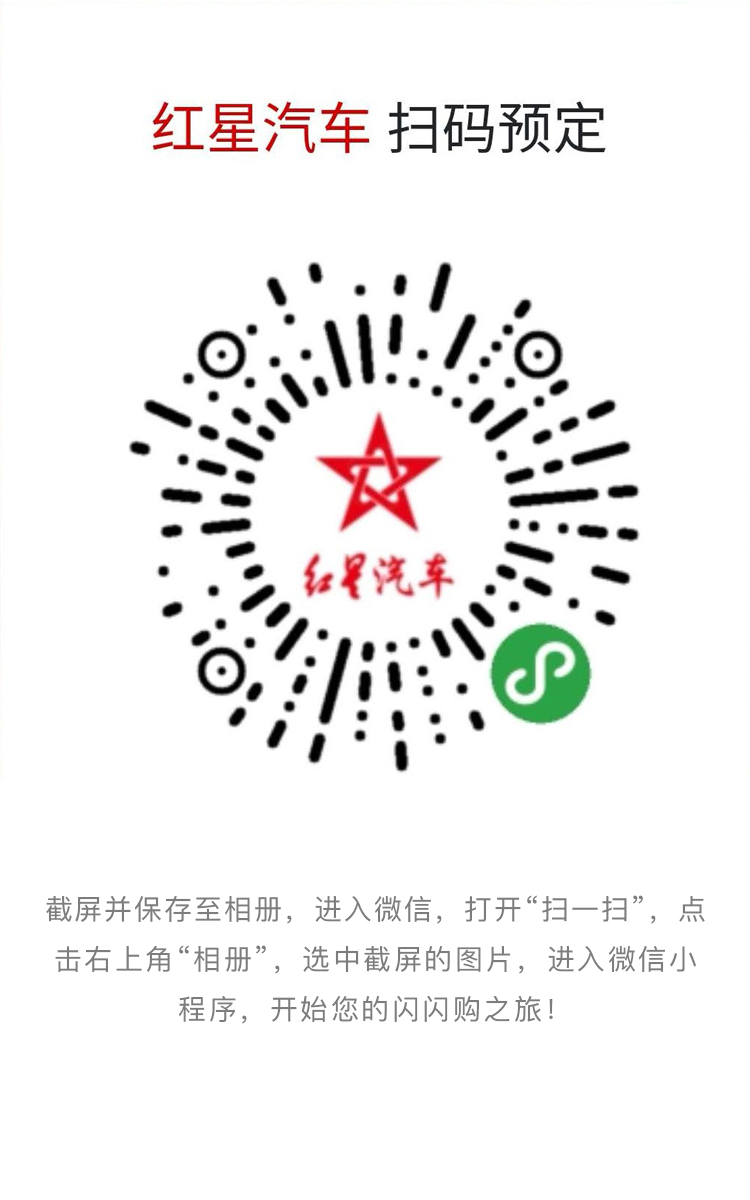 红星汽车 扫码预定
红星汽车
截屏并保存至相册，进入微信，打开“扫一扫”，点
击右上角“相册”，选中截屏的图片，进入微信小
程序，开始您的闪闪购之旅！